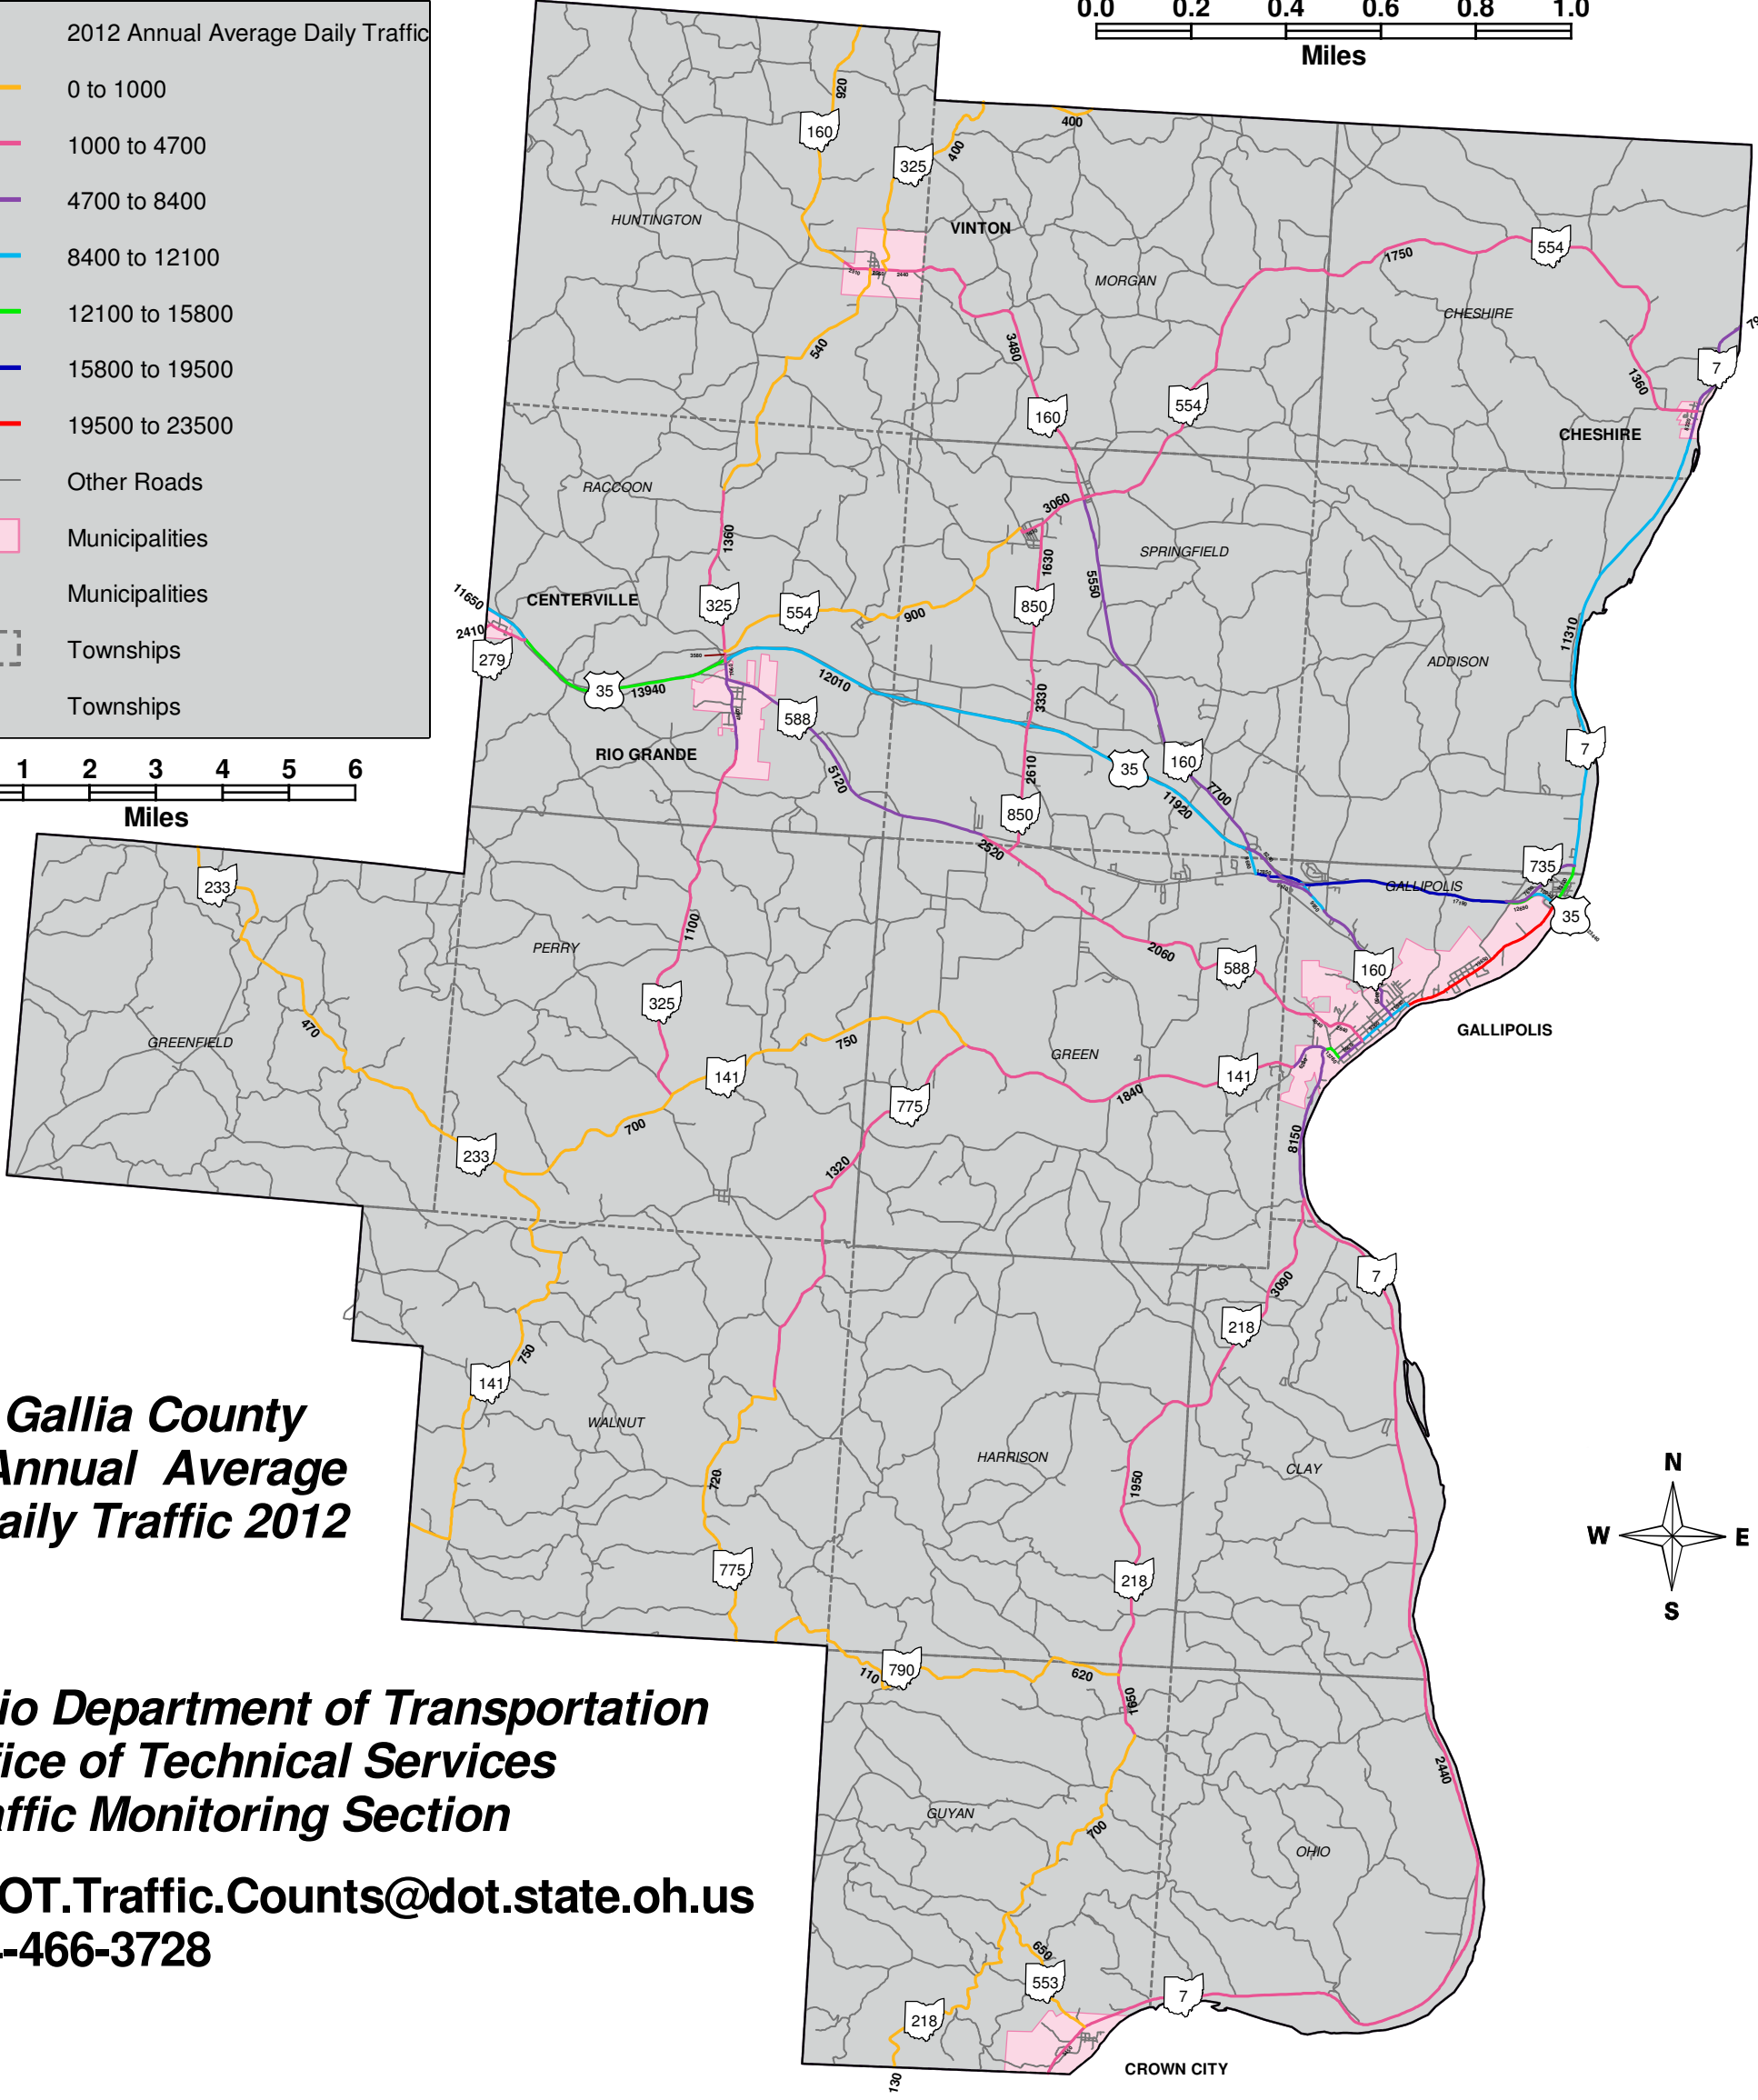 2012 Annual Average Daily Traffic
0 to 1000
1000 to 4700
4700 to 8400
8400 to 12100
12100 to 15800
15800 to 19500
19500 to 23500
Other Roads
Municipalities
Municipalities
Townships
Townships
1 2 3 4 5 6
Miles
0.0 0.2 0.4 0.6 0.8 1.0
Miles
920
160
400
400
325
HUNTINGTON
VINTON
MORGAN
1750
554
CHESHIRE
2440
540
3480
160
554
1360
7
CHESHIRE
RACCOON
3060
1360
1630
SPRINGFIELD
5550
11650
CENTERVILLE
325
554
900
850
2410
279
11310
ADDISON
3580
35
13940
12010
3330
588
RIO GRANDE
5120
2610
35
160
7
7700
11920
850
2520
735
GALLIPOLIS
35
233
1100
PERRY
2060
588
160
325
470
GREENFIELD
750
GREEN
GALLIPOLIS
141
141
1840
775
700
8150
233
1320
7
3090
218
750
141
WALNUT
HARRISON
CLAY
1950
720
775
218
790
110
620
1650
2440
GUYAN
700
OHIO
650
553
7
218
CROWN CITY
130
Gallia County
Annual Average
aily Traffic 2012
N
W E
S
io Department of Transportation
fice of Technical Services
affic Monitoring Section
OT.Traffic.Counts@dot.state.oh.us
-466-3728